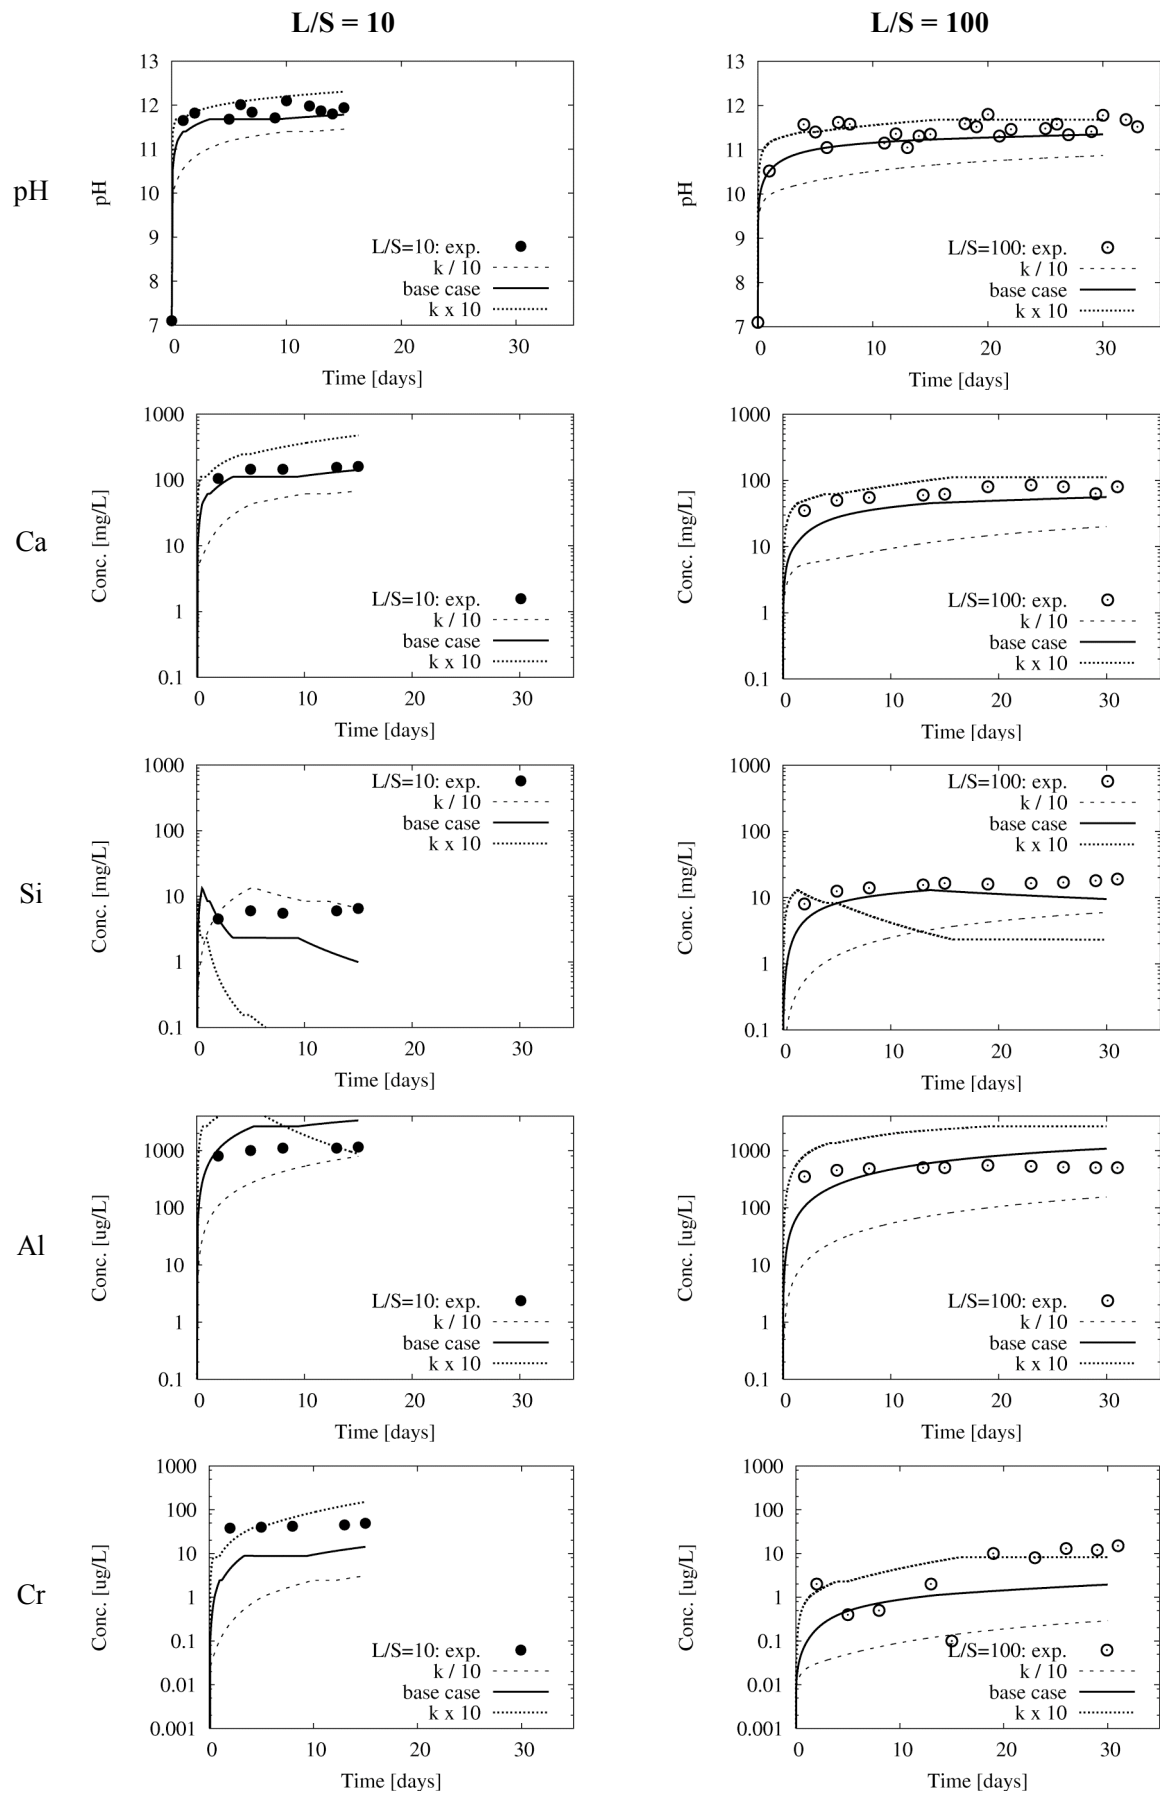 L/S = 10
L/S = 100
pH
pH
13
12
11
10
9
8
7
L/S=10: exp.
k / 10
base case
k x 10
0 10 20 30
Time [days]
pH
13
12
11
10
9
8
7
L/S=100: exp.
k / 10
base case
k x 10
0 10 20 30
Time [days]
Ca
Conc. [mg/L]
1000
100
10
1
0.1
L/S=10: exp.
k / 10
base case
k x 10
0 10 20 30
Time [days]
Conc. [mg/L]
1000
100
10
1
0.1
L/S=100: exp.
k / 10
base case
k x 10
0 10 20 30
Time [days]
Si
Conc. [mg/L]
1000
100
10
1
0.1
L/S=10: exp.
k / 10
base case
k x 10
0 10 20 30
Time [days]
Conc. [mg/L]
1000
100
10
1
0.1
L/S=100: exp.
k / 10
base case
k x 10
0 10 20 30
Time [days]
Al
Conc. [ug/L]
1000
100
10
1
0.1
L/S=10: exp.
k / 10
base case
k x 10
0 10 20 30
Time [days]
Conc. [ug/L]
1000
100
10
1
0.1
L/S=100: exp.
k / 10
base case
k x 10
0 10 20 30
Time [days]
Cr
Conc. [ug/L]
1000
100
10
1
0.1
0.01
0.001
L/S=10: exp.
k / 10
base case
k x 10
0 10 20 30
Time [days]
Conc. [ug/L]
1000
100
10
1
0.1
0.01
0.001
L/S=100: exp.
k / 10
base case
k x 10
0 10 20 30
Time [days]